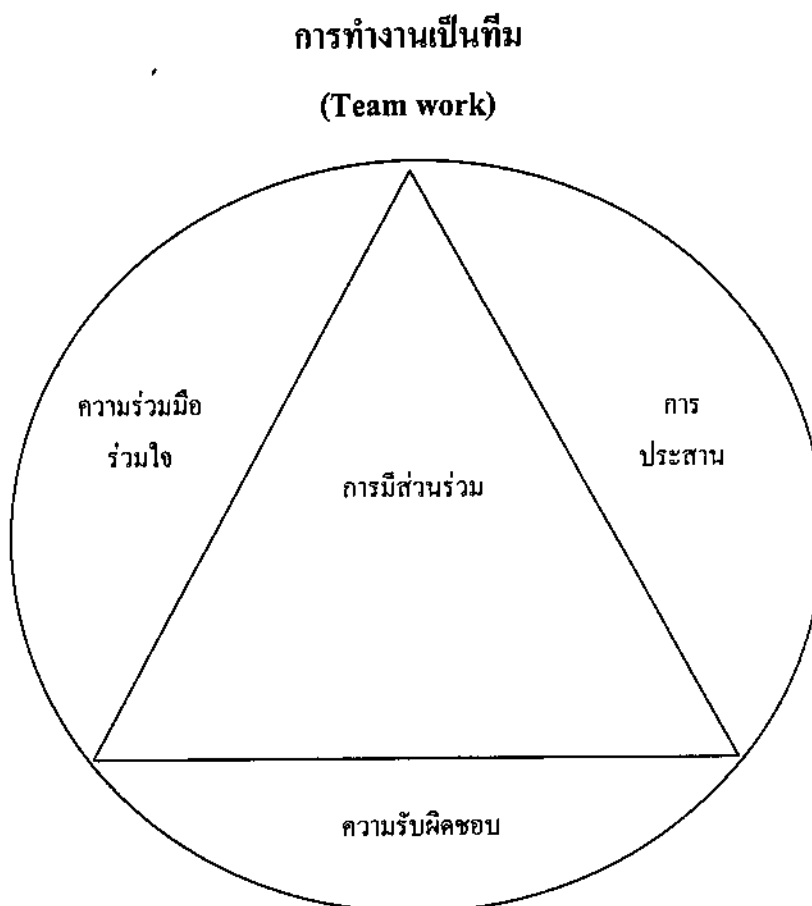 การทำงานเป็นทีม
(Team work)
ความร่วมมือ
ร่วมใจ
การ
ประสาน
การมีส่วนร่วม
ความรับผิดชอบ